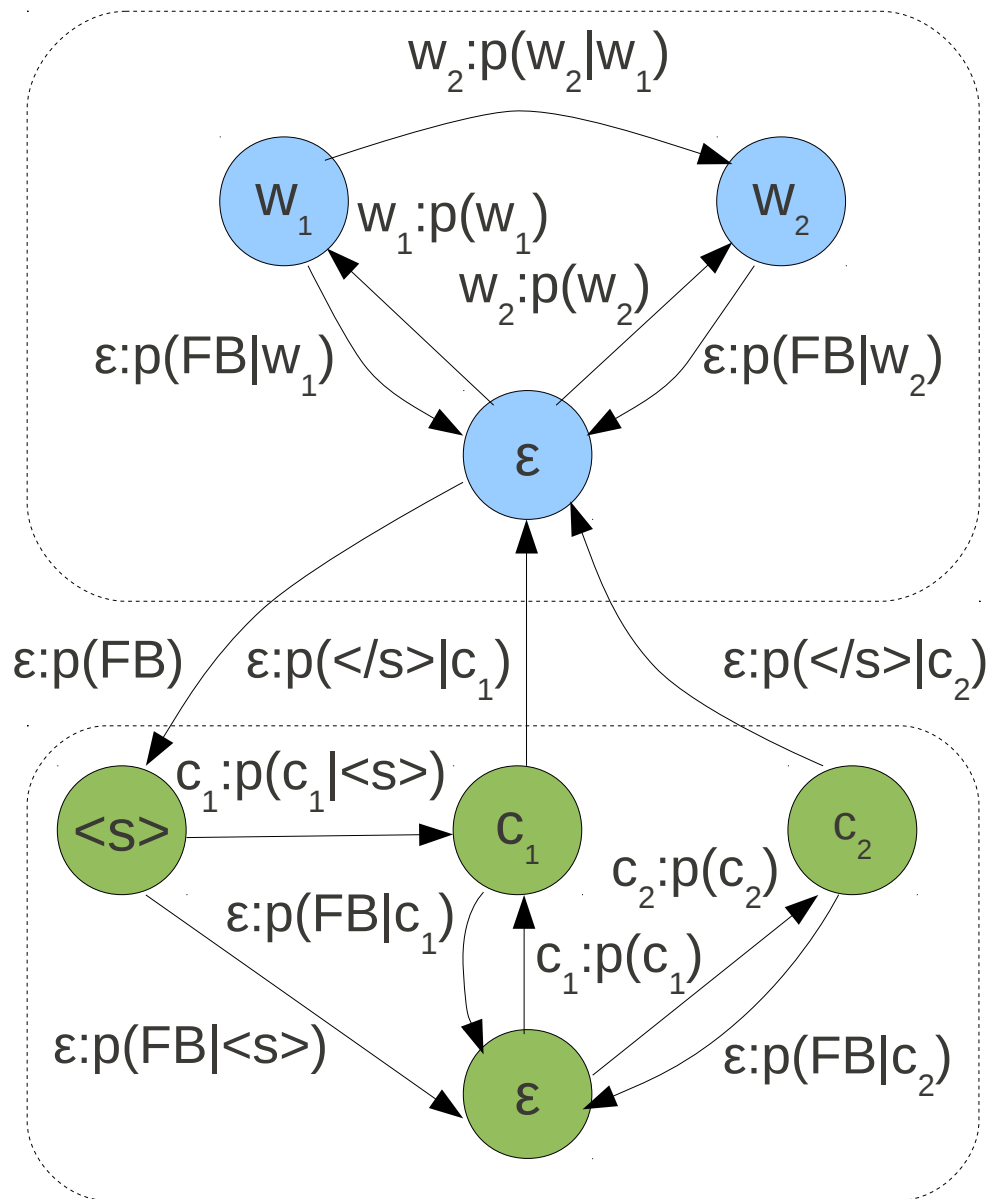 w₂:p(w₂|w₁)
w₁
w₂
w₁:p(w₁)
w₂:p(w₂)
ε:p(FB|w₁)
ε:p(FB|w₂)
ε
ε:p(FB)
ε:p(</s>|c₁)
ε:p(</s>|c₂)
c₁:p(c₁|<s>)
<s>
c₁
c₂
c₂:p(c₂)
ε:p(FB|c₁)
c₁:p(c₁)
ε:p(FB|<s>)
ε:p(FB|c₂)
ε